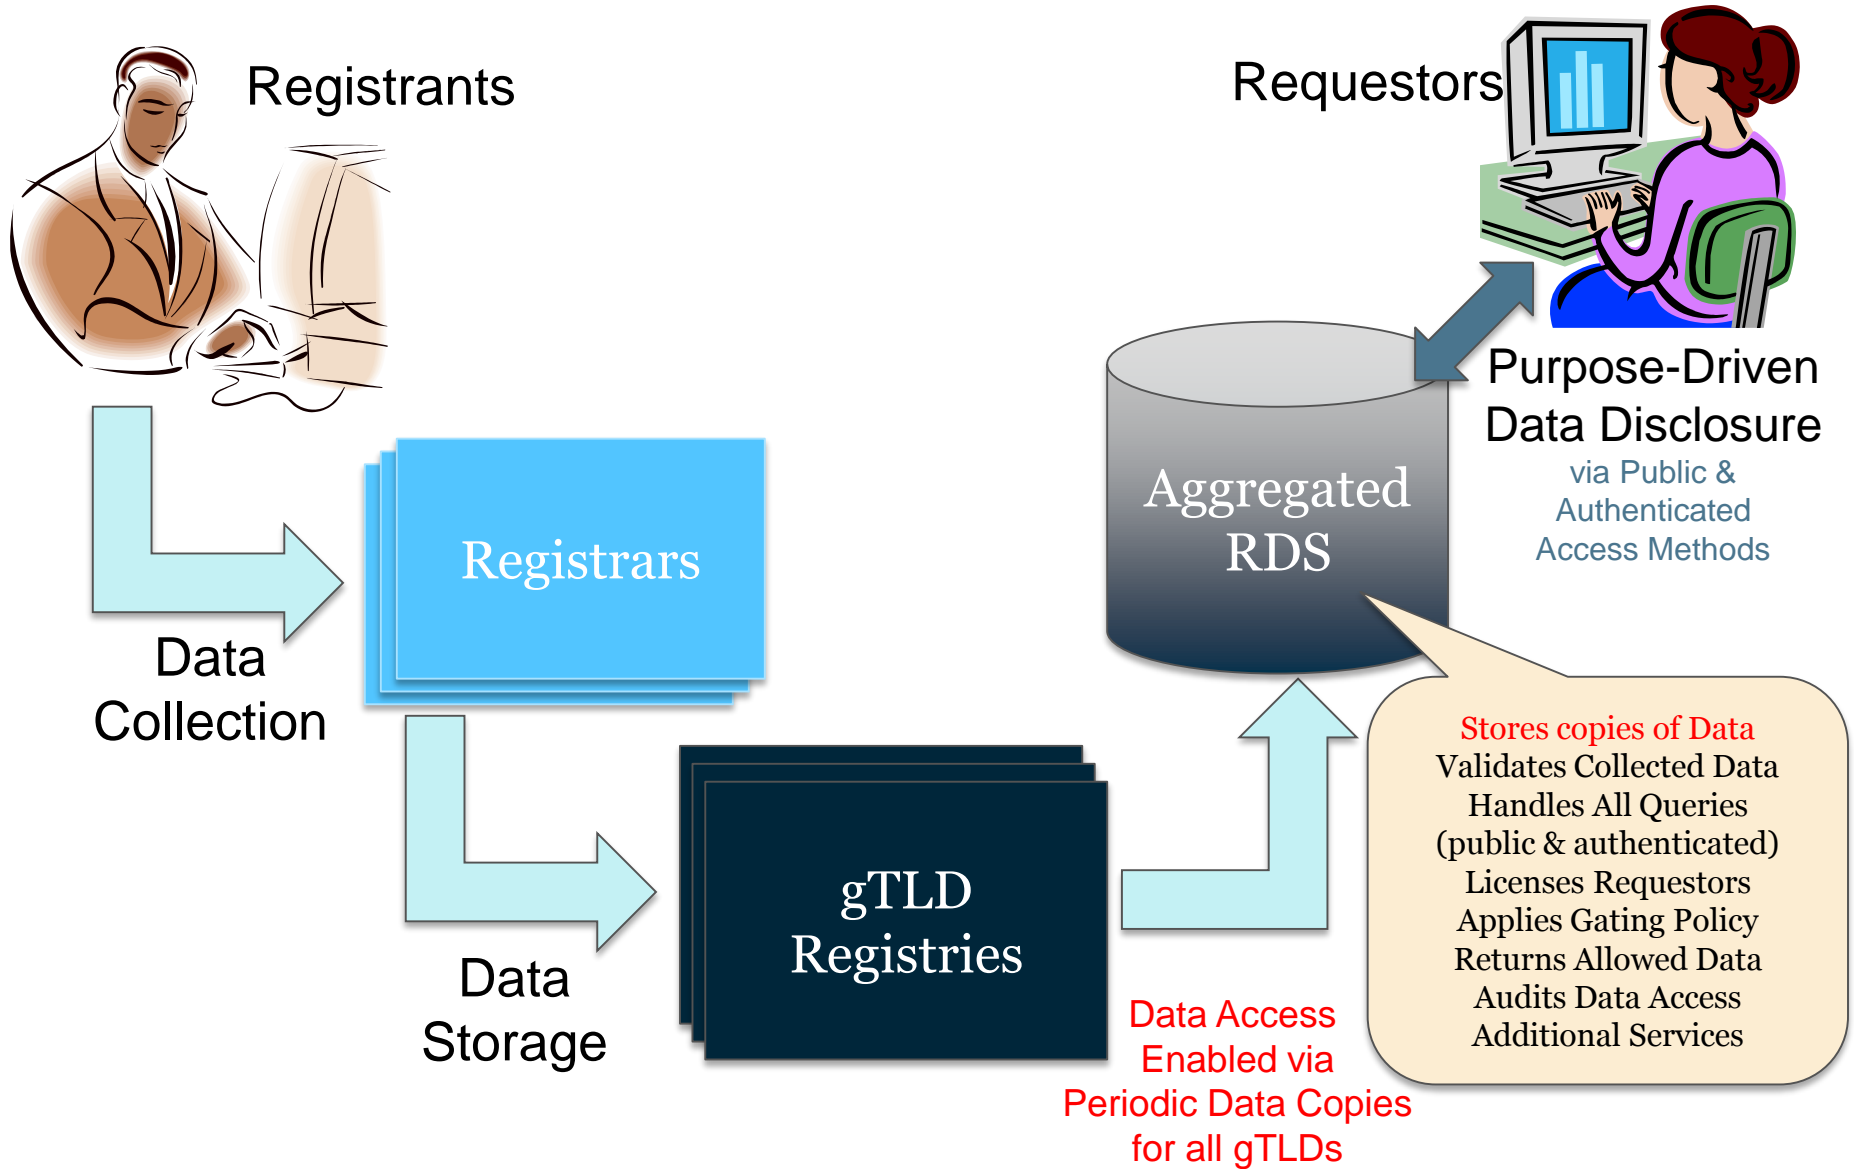 Registrants
Requestors
Purpose-Driven
Data Disclosure
via Public &
Authenticated
Access Methods
Registrars
Data
Collection
Aggregated
RDS
gTLD
Registries
Data
Storage
Data Access
Enabled via
Periodic Data Copies
for all gTLDs
Stores copies of Data
Validates Collected Data
Handles All Queries
(public & authenticated)
Licenses Requestors
Applies Gating Policy
Returns Allowed Data
Audits Data Access
Additional Services